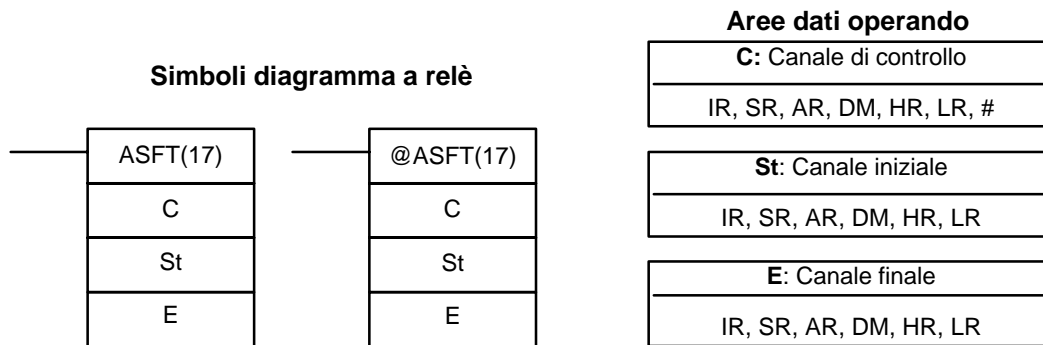 Simboli diagramma a relè
ASFT(17)
C
St
E
@ASFT(17)
C
St
E
Aree dati operando
C: Canale di controllo
IR, SR, AR, DM, HR, LR, #
St: Canale iniziale
IR, SR, AR, DM, HR, LR
E: Canale finale
IR, SR, AR, DM, HR, LR